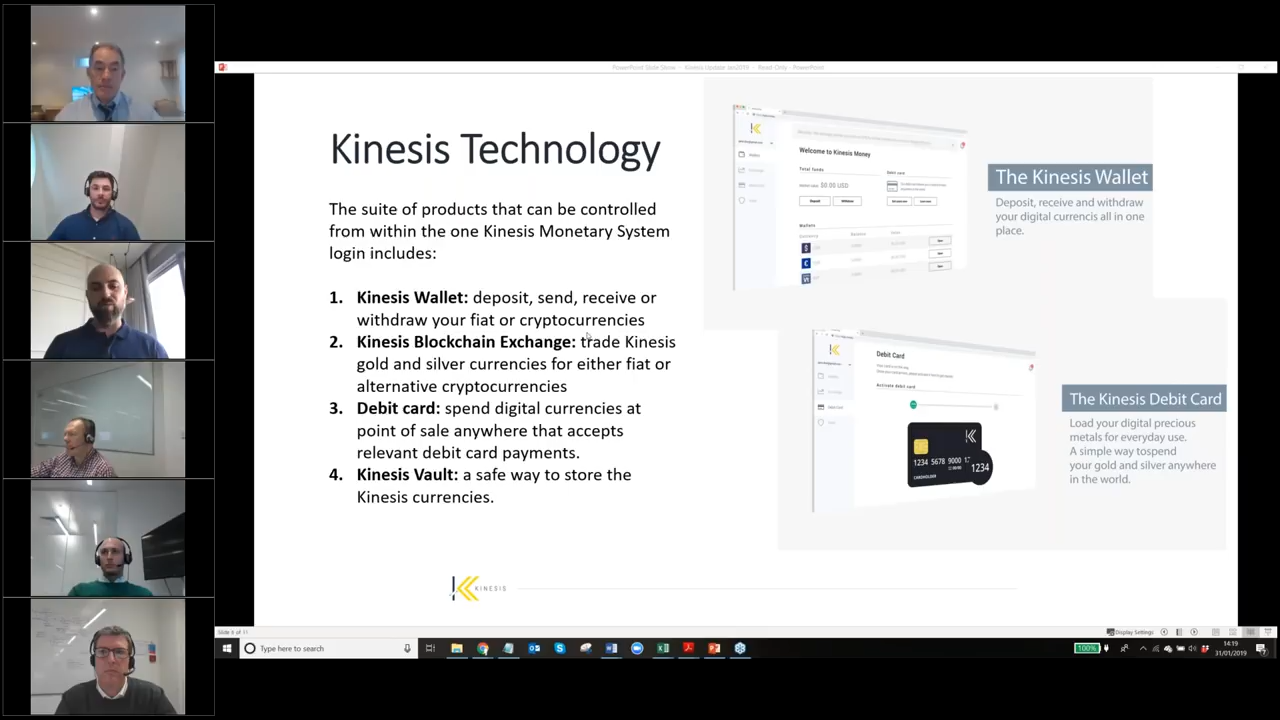 PowerPoint Slide Show - Kinesis Update Jan2019 - Read-Only - PowerPoint
Kinesis Technology
The suite of products that can be controlled
from within the one Kinesis Monetary System
login includes:
1. Kinesis Wallet: deposit, send, receive or
withdraw your fiat or cryptocurrencies
2. Kinesis Blockchain Exchange: trade Kinesis
gold and silver currencies for either fiat or
alternative cryptocurrencies
3. Debit card: spend digital currencies at
point of sale anywhere that accepts
relevant debit card payments.
4. Kinesis Vault: a safe way to store the
Kinesis currencies.
Welcome to Kinesis Money
Total funds
Debit card
$0.00 USD
Deposit
Withdraw
Wallets
The Kinesis Wallet
Deposit, receive and withdraw
your digital currencis all in one
place.
Debit Card
Activate debit card
1234 5678 9000
1234
CARDHOLDER
The Kinesis Debit Card
Load your digital precious
metals for everyday use.
A simple way tospend
your gold and silver anywhere
in the world.
KINESIS
Slide 8 of 11
Display Settings
Type here to search
100%
14:19
31/01/2019